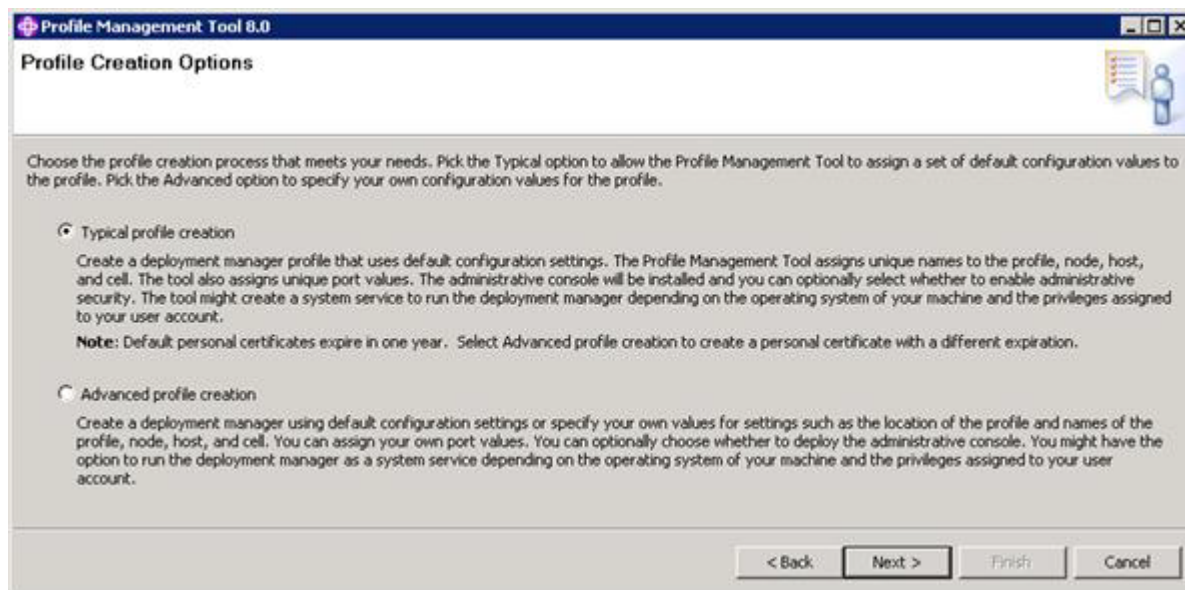 Profile Management Tool 8.0
Profile Creation Options
Choose the profile creation process that meets your needs. Pick the Typical option to allow the Profile Management Tool to assign a set of default configuration values to
the profile. Pick the Advanced option to specify your own configuration values for the profile.
Typical profile creation
Create a deployment manager profile that uses default configuration settings. The Profile Management Tool assigns unique names to the profile, node, host,
and cell. The tool also assigns unique port values. The administrative console will be installed and you can optionally select whether to enable administrative
security. The tool might create a system service to run the deployment manager depending on the operating system of your machine and the privileges assigned
to your user account.
Note: Default personal certificates expire in one year. Select Advanced profile creation to create a personal certificate with a different expiration.
Advanced profile creation
Create a deployment manager using default configuration settings or specify your own values for settings such as the location of the profile and names of the
profile, node, host, and cell. You can assign your own port values. You can optionally choose whether to deploy the administrative console. You might have the
option to run the deployment manager as a system service depending on the operating system of your machine and the privileges assigned to your user
account.
< Back Next > Finish Cancel